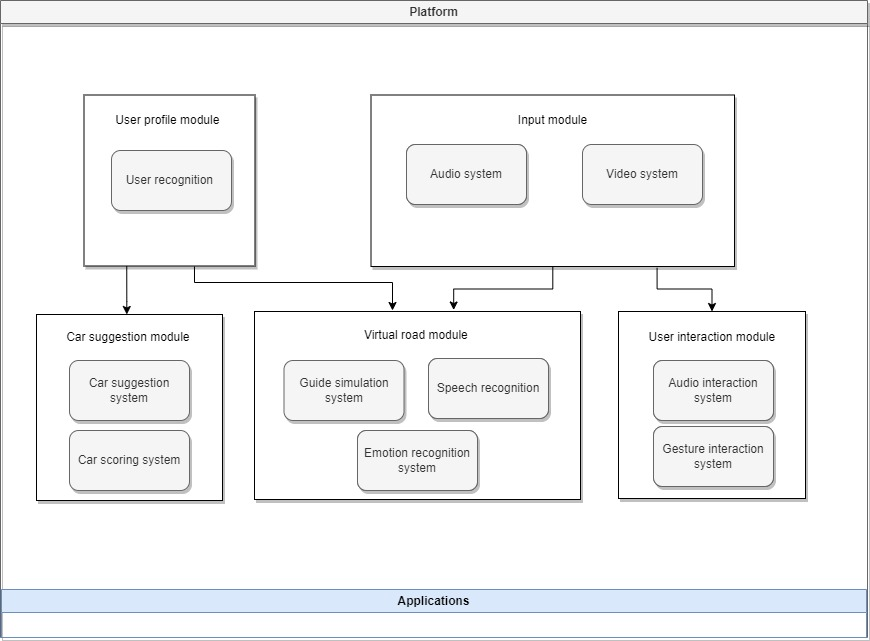 Platform
User profile module
User recognition
Input module
Audio system
Video system
Car suggestion module
Car suggestion
system
Car scoring system
Virtual road module
Guide simulation
system
Speech recognition
Emotion recognition
system
User interaction module
Audio interaction
system
Gesture interaction
system
Applications